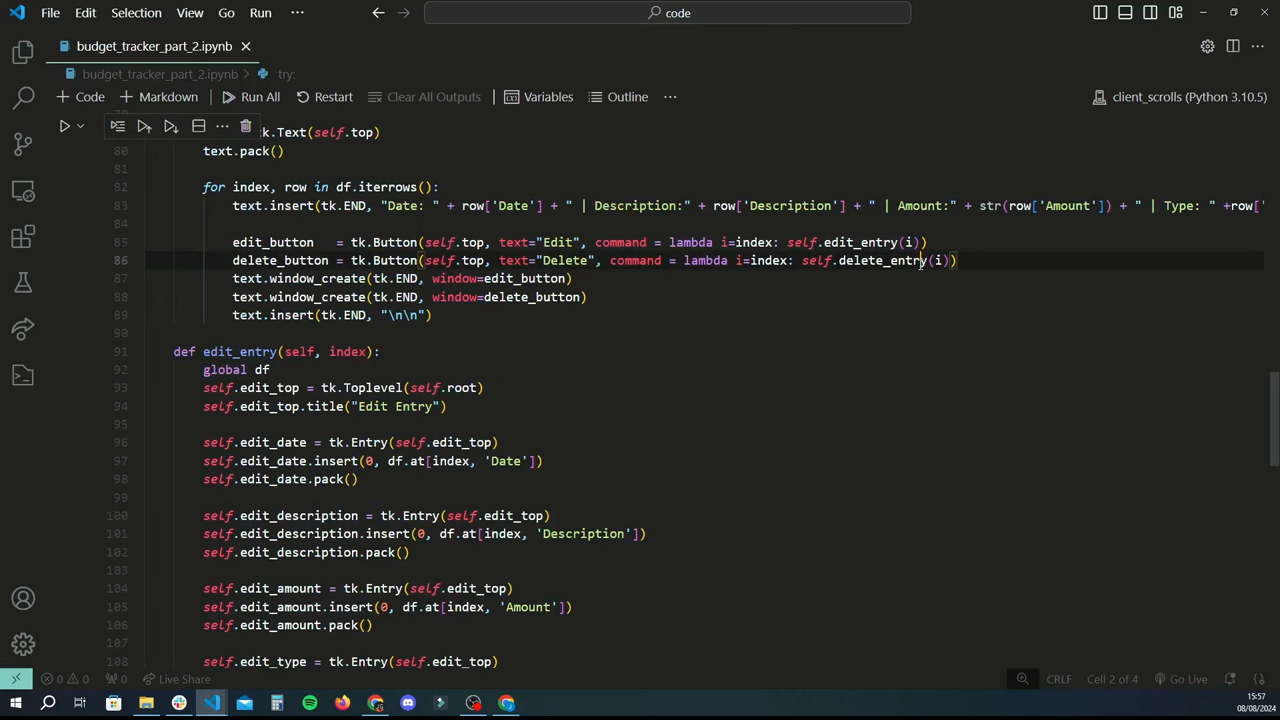 File Edit Selection View Go Run ··· code
budget_tracker_part_2.ipynb
budget_tracker_part_2.ipynb > try:
+ Code + Markdown Run All Restart Clear All Outputs Variables Outline ··· client_scrolls (Python 3.10.5)
k.Text(self.top)
80 text.pack()
81
82 for index, row in df.iterrows():
83 text.insert(tk.END, "Date: " + row['Date'] + " | Description:" + row['Description'] + " | Amount:" + str(row['Amount']) + " | Type: " +row['
84
85 edit_button   = tk.Button(self.top, text="Edit", command = lambda i=index: self.edit_entry(i))
86 delete_button = tk.Button(self.top, text="Delete", command = lambda i=index: self.delete_entry(i))
87 text.window_create(tk.END, window=edit_button)
88 text.window_create(tk.END, window=delete_button)
89 text.insert(tk.END, "\n\n")
90
91 def edit_entry(self, index):
92 global df
93 self.edit_top = tk.Toplevel(self.root)
94 self.edit_top.title("Edit Entry")
95
96 self.edit_date = tk.Entry(self.edit_top)
97 self.edit_date.insert(0, df.at[index, 'Date'])
98 self.edit_date.pack()
99
100 self.edit_description = tk.Entry(self.edit_top)
101 self.edit_description.insert(0, df.at[index, 'Description'])
102 self.edit_description.pack()
103
104 self.edit_amount = tk.Entry(self.edit_top)
105 self.edit_amount.insert(0, df.at[index, 'Amount'])
106 self.edit_amount.pack()
107
108 self.edit_type = tk.Entry(self.edit_top)
0 0 0 Live Share CRLF Cell 2 of 4 Go Live
15:57
08/08/2024